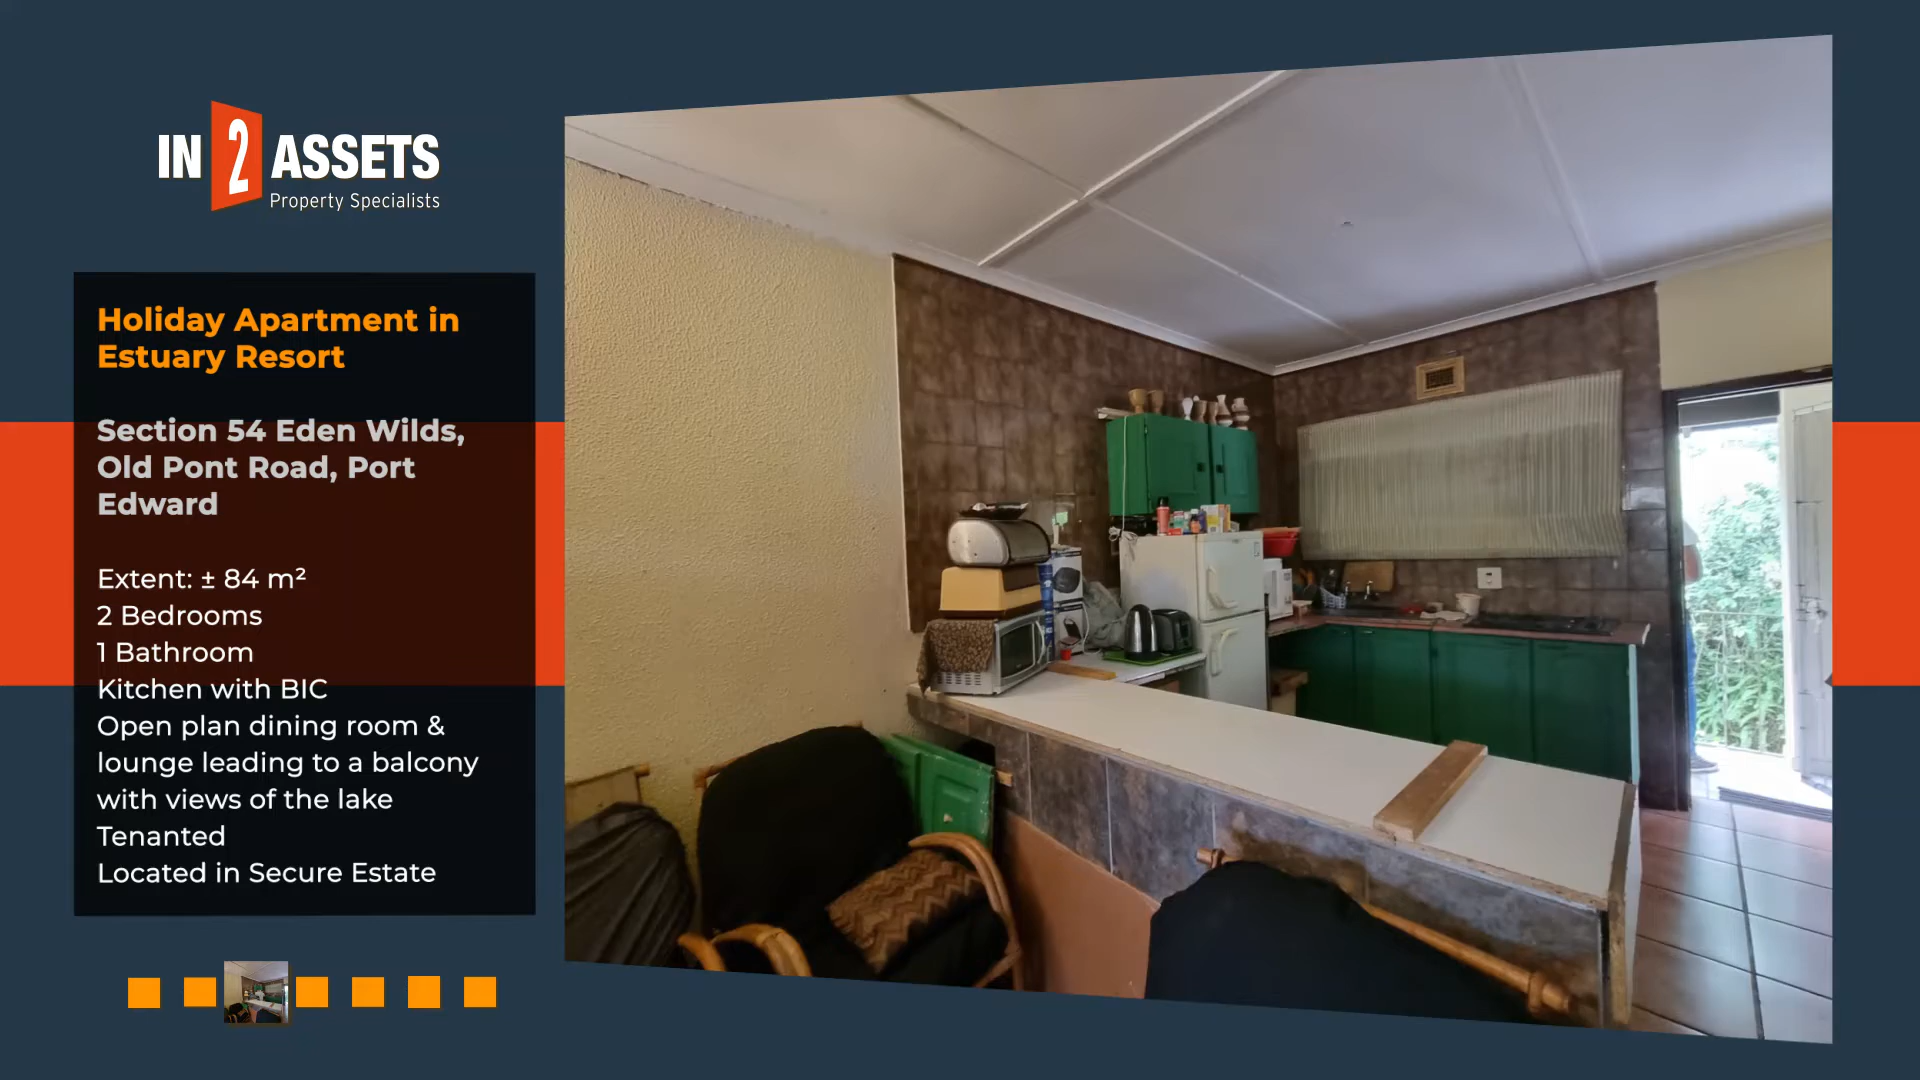 IN 2 ASSETS
Property Specialists
Holiday Apartment in
Estuary Resort
Section 54 Eden Wilds,
Old Pont Road, Port
Edward
Extent: ± 84 m²
2 Bedrooms
1 Bathroom
Kitchen with BIC
Open plan dining room &
lounge leading to a balcony
with views of the lake
Tenanted
Located in Secure Estate